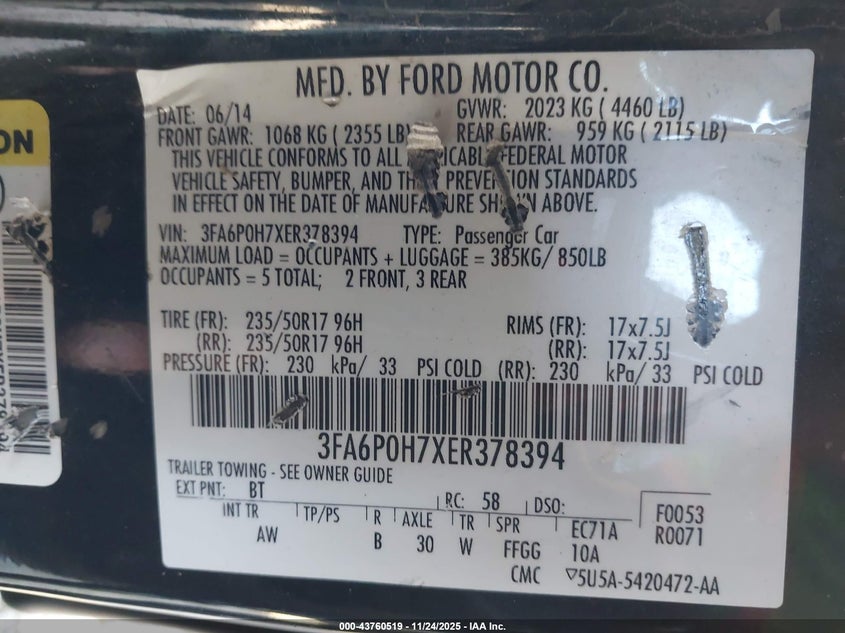 MFD. BY FORD MOTOR CO.
DATE: 06/14 GVWR: 2023 KG ( 4460 LB)
FRONT GAWR: 1068 KG ( 2355 LB) REAR GAWR: 959 KG ( 2115 LB)
THIS VEHICLE CONFORMS TO ALL FEDERAL MOTOR
VEHICLE SAFETY, BUMPER, AND PREVENTION STANDARDS
IN EFFECT ON THE DATE OF MANUFACTURE SHOWN ABOVE.
VIN: 3FA6P0H7XER378394 TYPE: Passenger Car
MAXIMUM LOAD = OCCUPANTS + LUGGAGE = 385KG/ 850LB
OCCUPANTS = 5 TOTAL; 2 FRONT, 3 REAR
TIRE (FR): 235/50R17 96H RIMS (FR): 17x7.5J
(RR): 235/50R17 96H (RR): 17x7.5J
PRESSURE (FR): 230 kPa/ 33 PSI COLD (RR): 230 kPa/ 33 PSI COLD
3FA6P0H7XER378394
TRAILER TOWING - SEE OWNER GUIDE
EXT PNT: BT RC: 58 DSO:
INT TR TP/PS R AXLE TR SPR EC71A F0053
AW B 30 W FFGG 10A R0071
CMC ▽5U5A-5420472-AA
ON
000-43760519 - 11/24/2025 - IAA Inc.